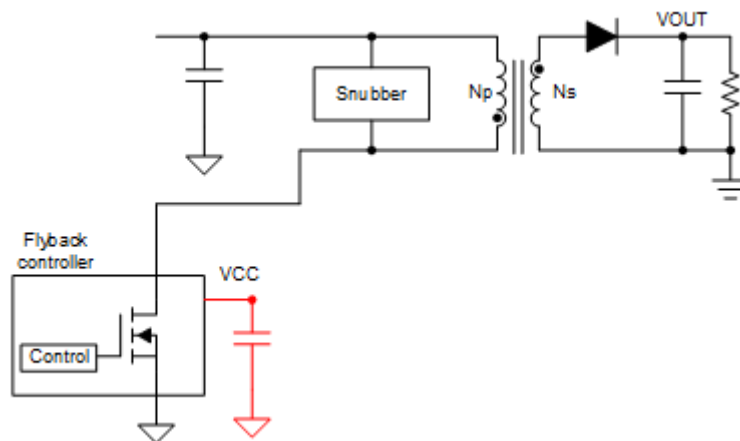 VOUT
Snubber
Np
Ns
Flyback
controller
VCC
Control